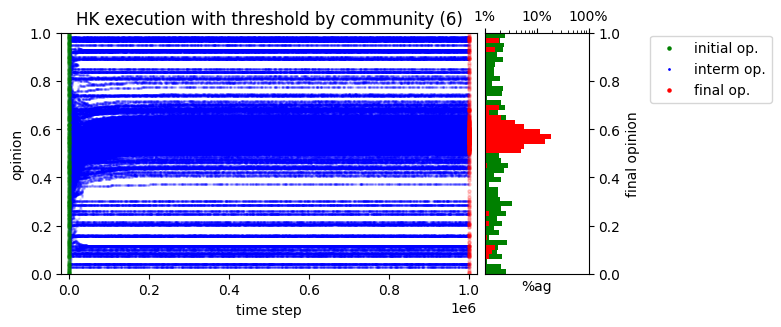 HK execution with threshold by community (6)
1% 10% 100%
1.0 1.0
0.8 0.8
0.6 0.6
0.4 0.4
0.2 0.2
0.0 0.0
opinion
final opinion
initial op.
interm op.
final op.
0.0 0.2 0.4 0.6 0.8 1.0
1e6
time step
%ag